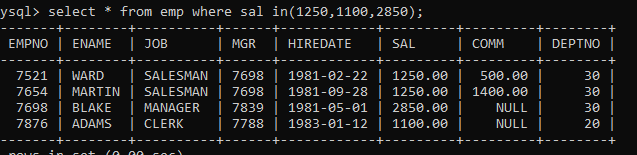 ysql> select * from emp where sal in(1250,1100,2850);
-------+--------+----------+------+------------+---------+---------+--------+
 EMPNO | ENAME  | JOB      | MGR  | HIREDATE   | SAL     | COMM    | DEPTNO |
-------+--------+----------+------+------------+---------+---------+--------+
  7521 | WARD   | SALESMAN | 7698 | 1981-02-22 | 1250.00 |  500.00 |     30 |
  7654 | MARTIN | SALESMAN | 7698 | 1981-09-28 | 1250.00 | 1400.00 |     30 |
  7698 | BLAKE  | MANAGER  | 7839 | 1981-05-01 | 2850.00 |    NULL |     30 |
  7876 | ADAMS  | CLERK    | 7788 | 1983-01-12 | 1100.00 |    NULL |     20 |
-------+--------+----------+------+------------+---------+---------+--------+
rows in set (0.00 sec)